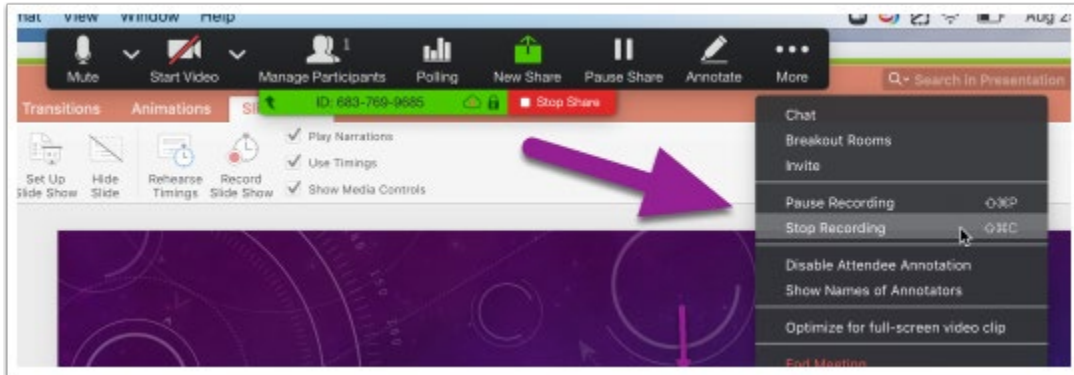 View Window Help
Aug 2
1
Mute Start Video Manage Participants Polling New Share Pause Share Annotate More
Search in Presentation
ID: 683-769-9685 Stop Share
Transitions Animations
Chat
Breakout Rooms
Invite
Play Narrations
Use Timings
Show Media Controls
Set Up Hide Rehearse Record
Slide Show Slide Timings Slide Show
Pause Recording ⇧⌘P
Stop Recording ⇧⌘C
Disable Attendee Annotation
Show Names of Annotators
Optimize for full-screen video clip
End Meeting
150